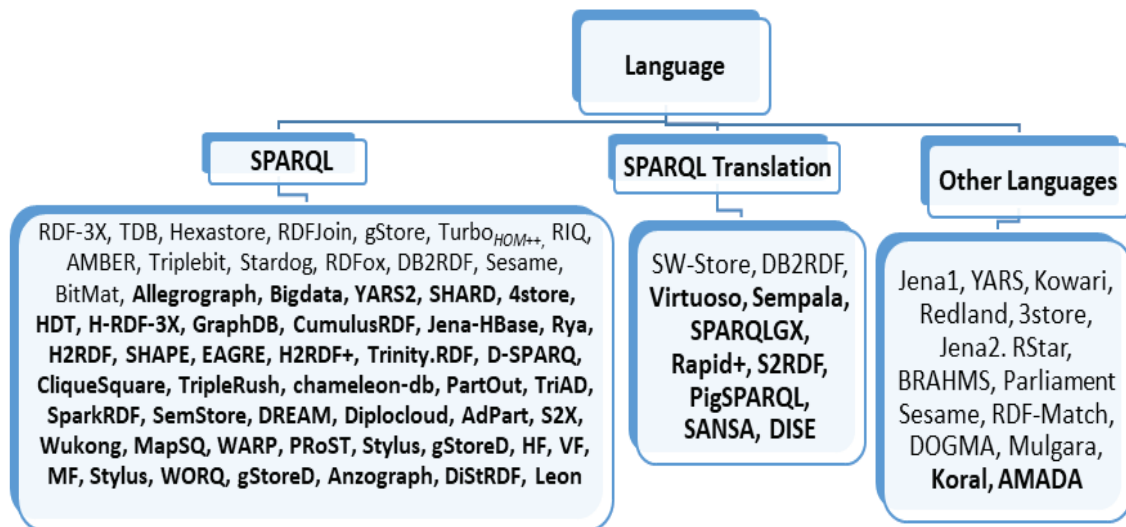 Language
SPARQL
RDF-3X, TDB, Hexastore, RDFJoin, gStore, Turbo_HOM++, RIQ,
AMBER, Triplebit, Stardog, RDFox, DB2RDF, Sesame,
BitMat, Allegrograph, Bigdata, YARS2, SHARD, 4store,
HDT, H-RDF-3X, GraphDB, CumulusRDF, Jena-HBase, Rya,
H2RDF, SHAPE, EAGRE, H2RDF+, Trinity.RDF, D-SPARQ,
CliqueSquare, TripleRush, chameleon-db, PartOut, TriAD,
SparkRDF, SemStore, DREAM, Diplocloud, AdPart, S2X,
Wukong, MapSQ, WARP, PRoST, Stylus, gStoreD, HF, VF,
MF, Stylus, WORQ, gStoreD, Anzograph, DiStRDF, Leon
SPARQL Translation
SW-Store, DB2RDF,
Virtuoso, Sempala,
SPARQLGX,
Rapid+, S2RDF,
PigSPARQL,
SANSA, DISE
Other Languages
Jena1, YARS, Kowari,
Redland, 3store,
Jena2. RStar,
BRAHMS, Parliament
Sesame, RDF-Match,
DOGMA, Mulgara,
Koral, AMADA